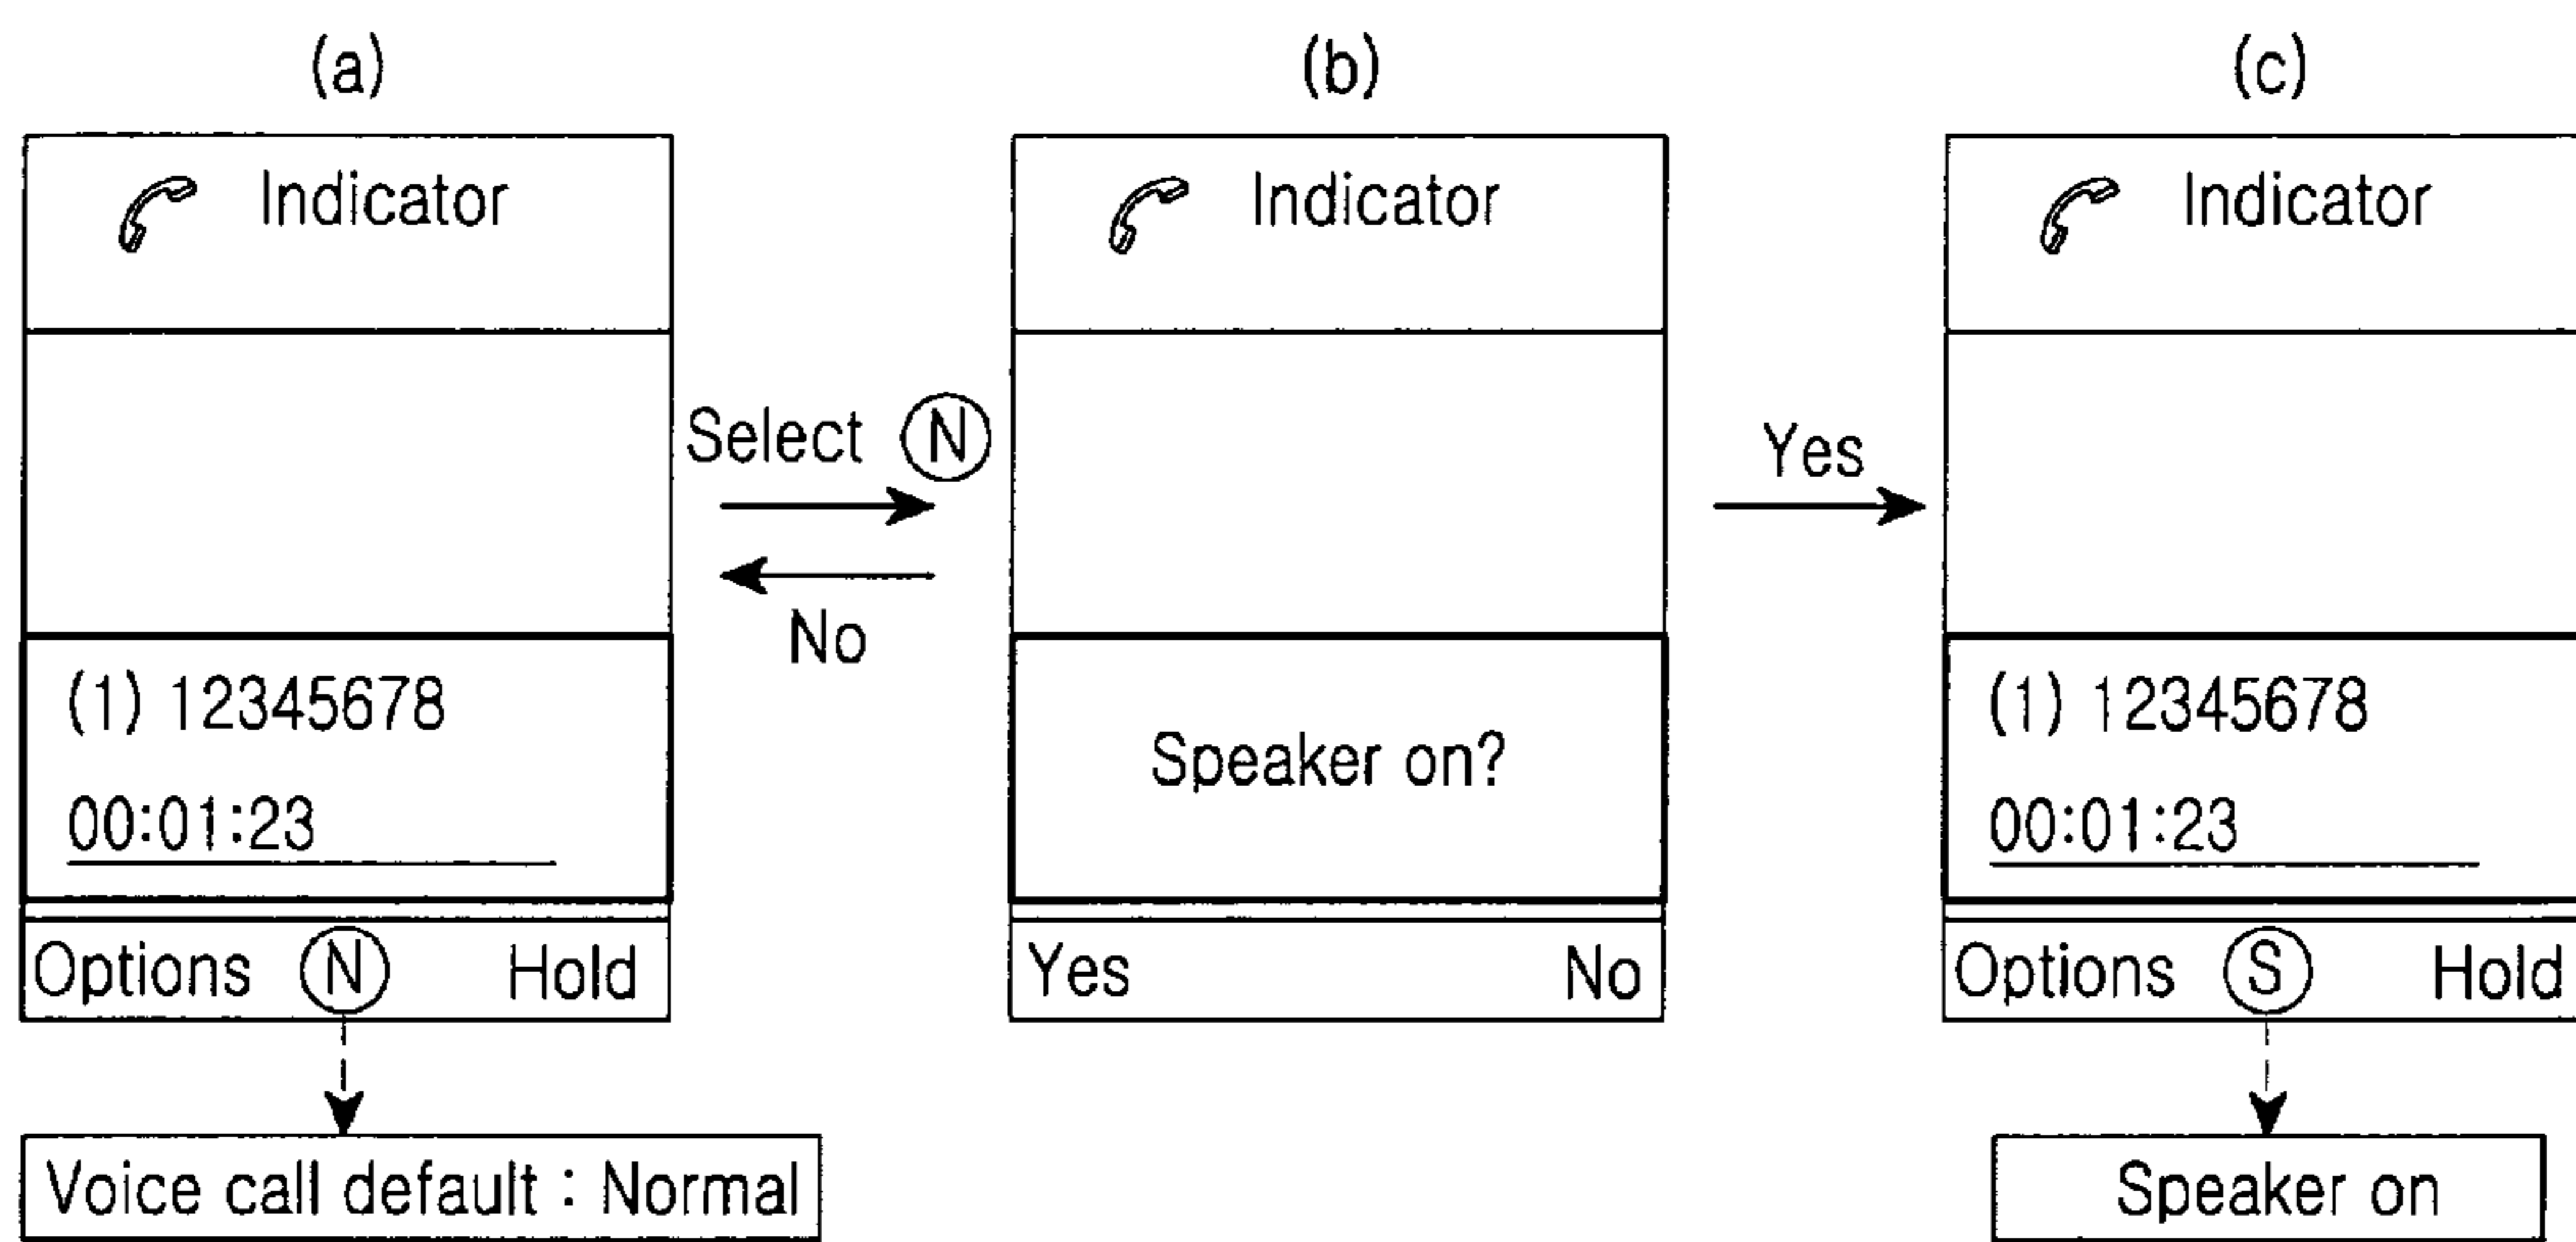 (a)
(b)
(c)
Indicator
Indicator
Indicator
Select N
No
Yes
(1) 12345678
00:01:23
Speaker on?
(1) 12345678
00:01:23
Options N Hold
Yes No
Options S Hold
Voice call default : Normal
Speaker on